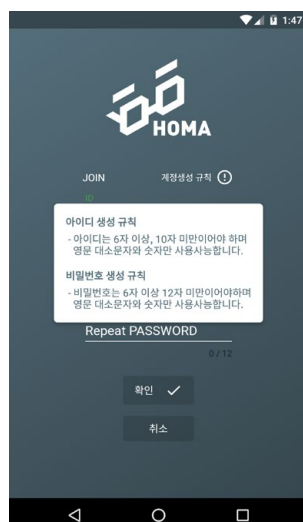 1:47
HOMA
JOIN 계정생성 규칙
ID
아이디 생성 규칙
- 아이디는 6자 이상, 10자 미만이어야 하며
영문 대소문자와 숫자만 사용사능합니다.
비밀번호 생성 규칙
- 비밀번호는 6자 이상 12자 미만이어야하며
영문 대소문자와 숫자만 사용사능합니다.
Repeat PASSWORD
0 / 12
확인
취소